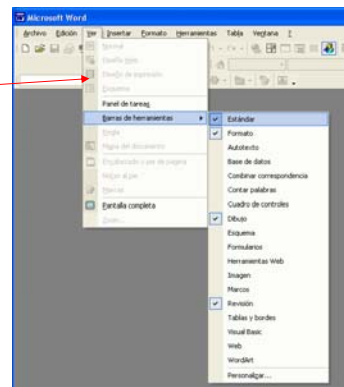 Microsoft Word
Archivo Edición Ver Insertar Formato Herramientas Tabla Ventana ?
Normal
Diseño Web
Diseño de impresión
Esquema
Panel de tareas
Barras de herramientas
Regla
Mapa del documento
Encabezado o pie de página
Notas al pie
Marcas
Pantalla completa
Zoom...
Estándar
Formato
Autotexto
Base de datos
Combinar correspondencia
Contar palabras
Cuadro de controles
Dibujo
Esquema
Formularios
Herramientas Web
Imagen
Marcos
Revisión
Tablas y bordes
Visual Basic
Web
WordArt
Personalizar...